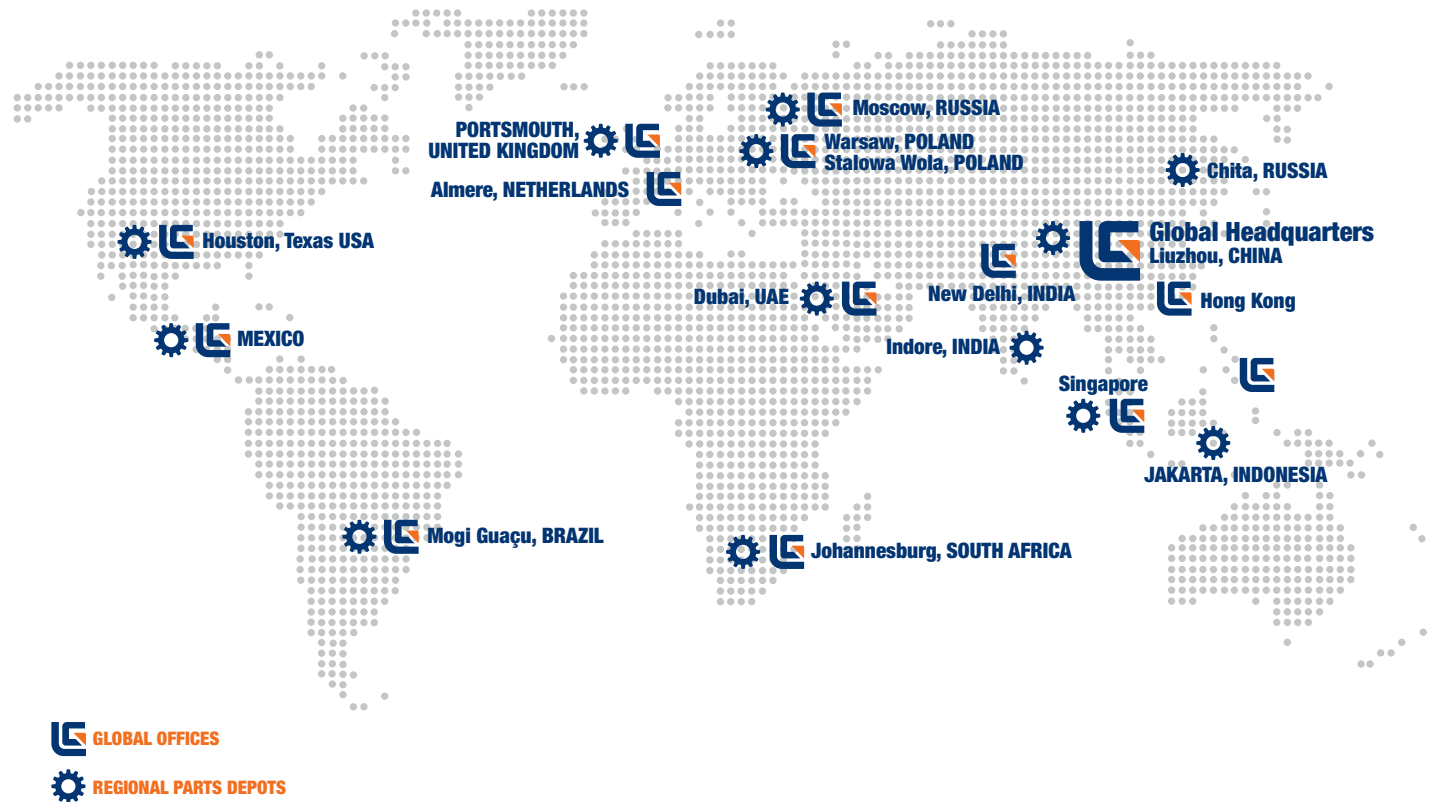 Moscow, RUSSIA
PORTSMOUTH,
UNITED KINGDOM
Warsaw, POLAND
Stalowa Wola, POLAND
Almere, NETHERLANDS
Chita, RUSSIA
Houston, Texas USA
Global Headquarters
Liuzhou, CHINA
New Delhi, INDIA
Dubai, UAE
Hong Kong
MEXICO
Indore, INDIA
Singapore
JAKARTA, INDONESIA
Mogi Guaçu, BRAZIL
Johannesburg, SOUTH AFRICA
GLOBAL OFFICES
REGIONAL PARTS DEPOTS